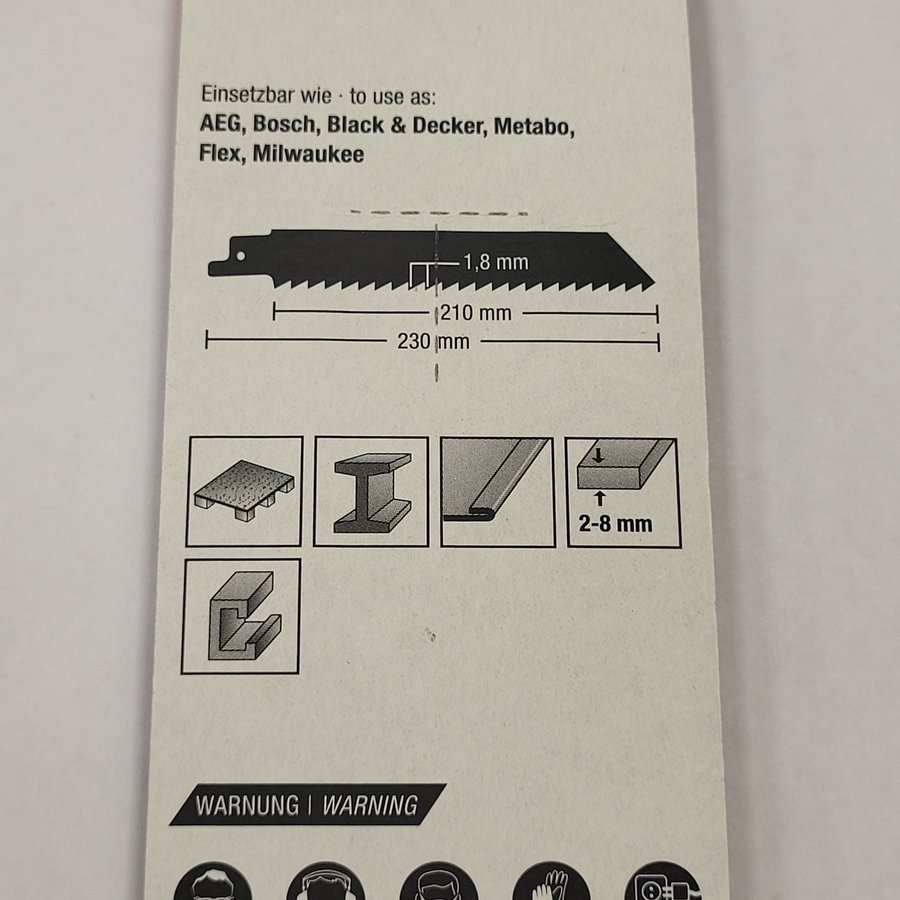 Einsetzbar wie · to use as:
AEG, Bosch, Black & Decker, Metabo,
Flex, Milwaukee
1,8 mm
210 mm
230 mm
2-8 mm
WARNUNG | WARNING